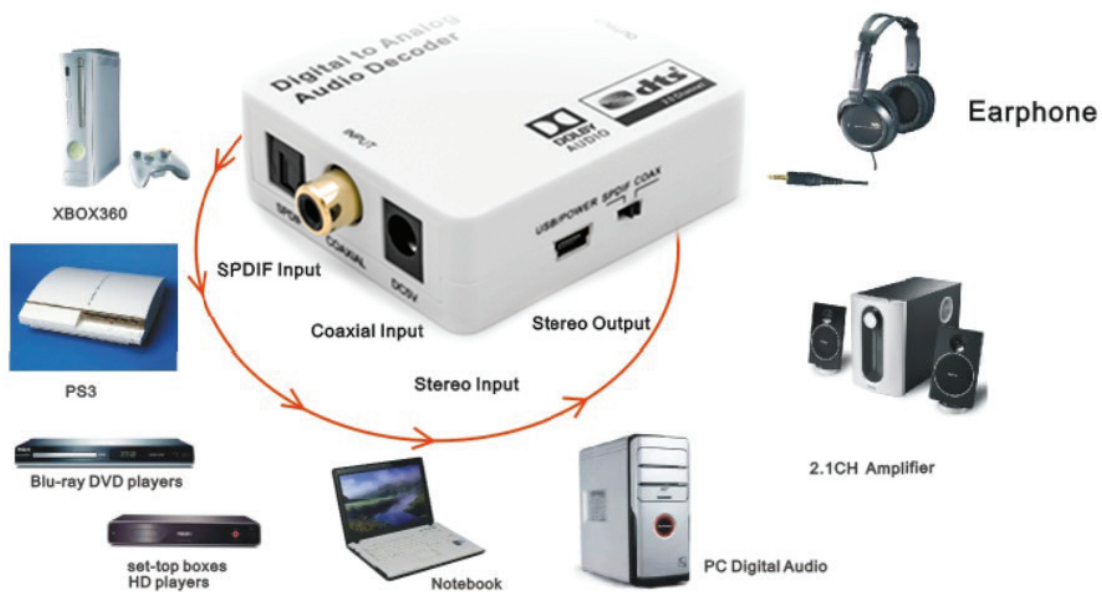 Digital to Analog
Audio Decoder
dts
DOLBY
AUDIO
INPUT
USB/POWER SPDIF COAX
COAXIAL
DC5V
Earphone
XBOX360
SPDIF Input
Coaxial Input
Stereo Output
Stereo Input
PS3
Blu-ray DVD players
2.1CH Amplifier
set-top boxes
HD players
Notebook
PC Digital Audio